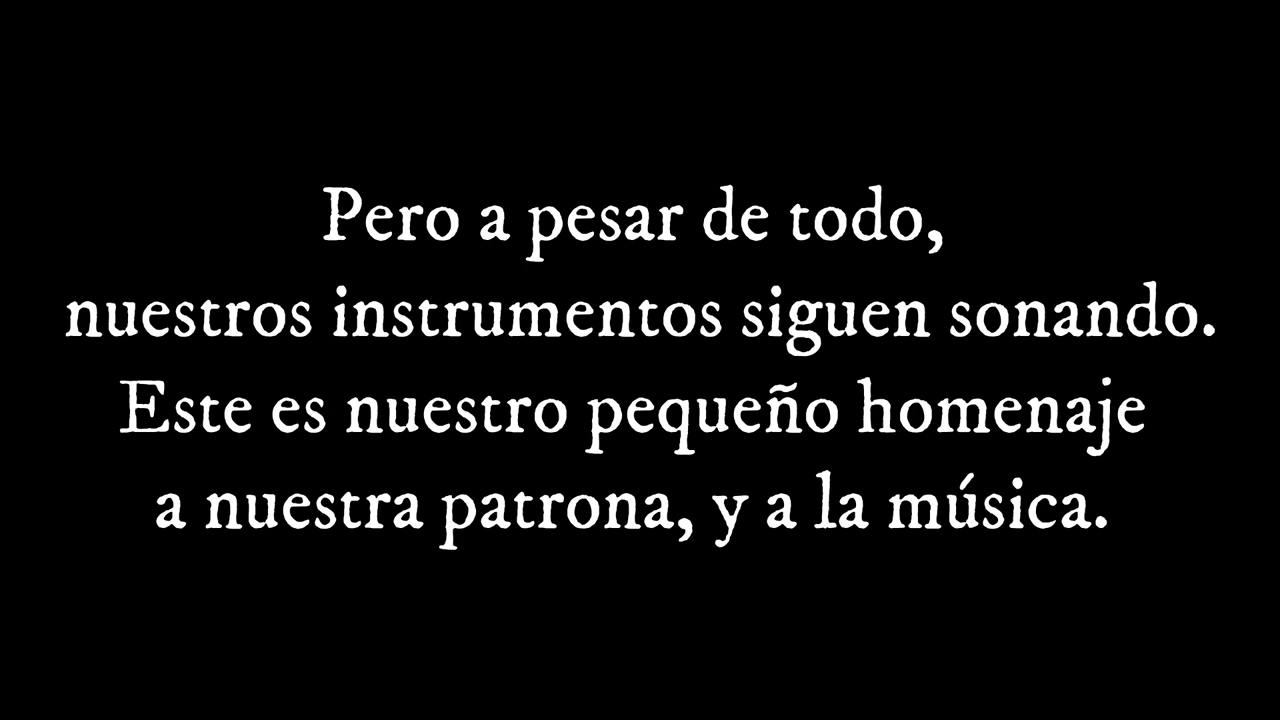 Pero a pesar de todo,
nuestros instrumentos siguen sonando.
Este es nuestro pequeño homenaje
a nuestra patrona, y a la música.